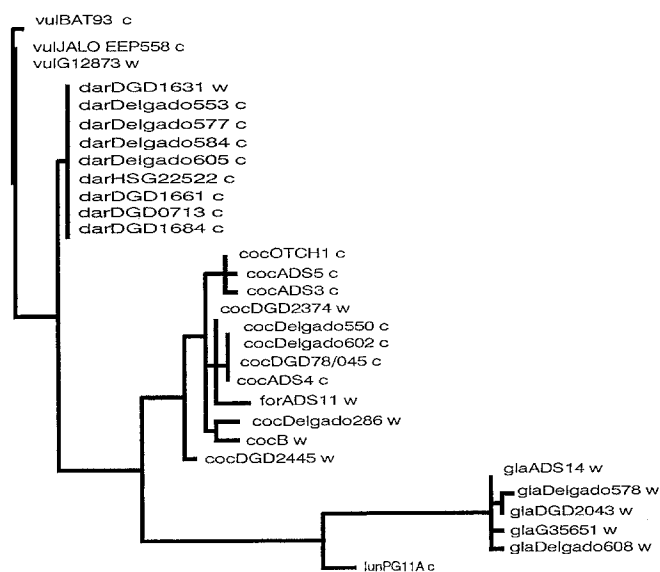 vulBAT93 c
vulJALO EEP558 c
vulG12873 w
darDGD1631 w
darDelgado553 c
darDelgado577 c
darDelgado584 c
darDelgado605 c
darHSG22522 c
darDGD1661 c
darDGD0713 c
darDGD1684 c
cocOTCH1 c
cocADS5 c
cocADS3 c
cocDGD2374 w
cocDelgado550 c
cocDelgado602 c
cocDGD78/045 c
cocADS4 c
forADS11 w
cocDelgado286 w
cocB w
cocDGD2445 w
glaADS14 w
glaDelgado578 w
glaDGD2043 w
glaG35651 w
glaDelgado608 w
lunPG11A c